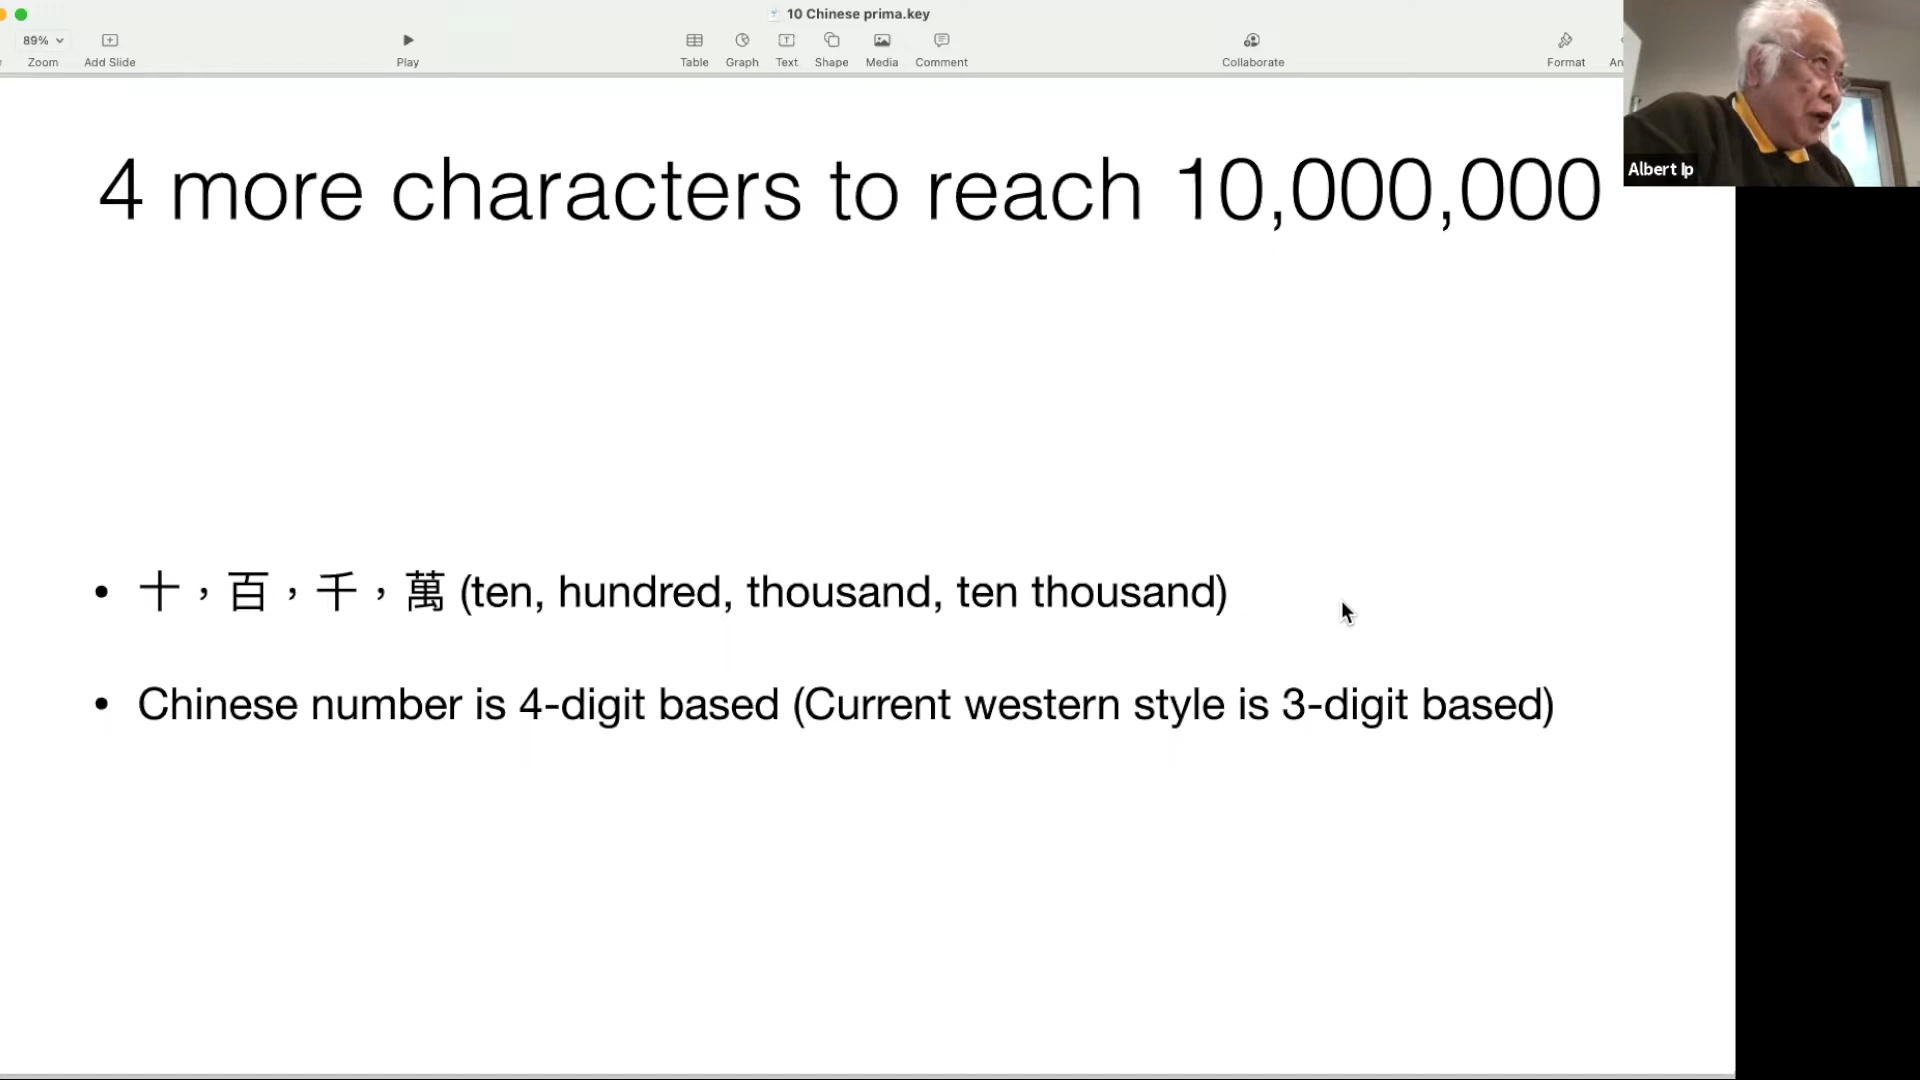 10 Chinese prima.key
89%
Zoom
Add Slide
Play
Table
Graph
Text
Shape
Media
Comment
Collaborate
Format
Albert Ip
4 more characters to reach 10,000,000
• 十，百，千，萬 (ten, hundred, thousand, ten thousand)
• Chinese number is 4-digit based (Current western style is 3-digit based)